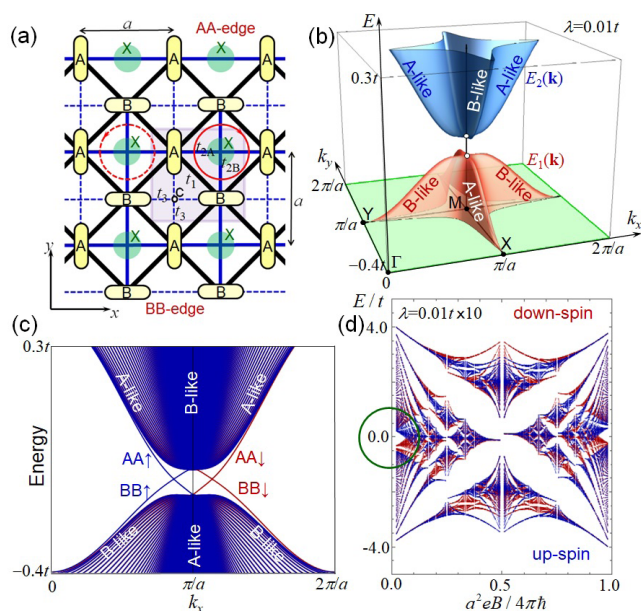 (a)
a
AA-edge
X
A A A
B B
X X
A A A
t2A
t2B
t1
t3 C
t3
a
B B
X X X
A A A
y
x
B B
BB-edge
(b)
E
λ=0.01t
0.3t
A-like
B-like
A-like
E2(k)
E1(k)
ky
2π/a
π/a
Y
B-like
A-like
B-like
M
kx
2π/a
X
π/a
Γ
0
−0.4t
(c)
0.3t
Energy
−0.4t
A-like
B-like
A-like
AA↑
AA↓
BB↑
BB↓
B-like
A-like
B-like
0
π/a
2π/a
kx
(d)
E / t
λ=0.01t ×10
down-spin
4.0
0.0
-4.0
up-spin
0.0 0.5 1.0
a²eB / 4πħ